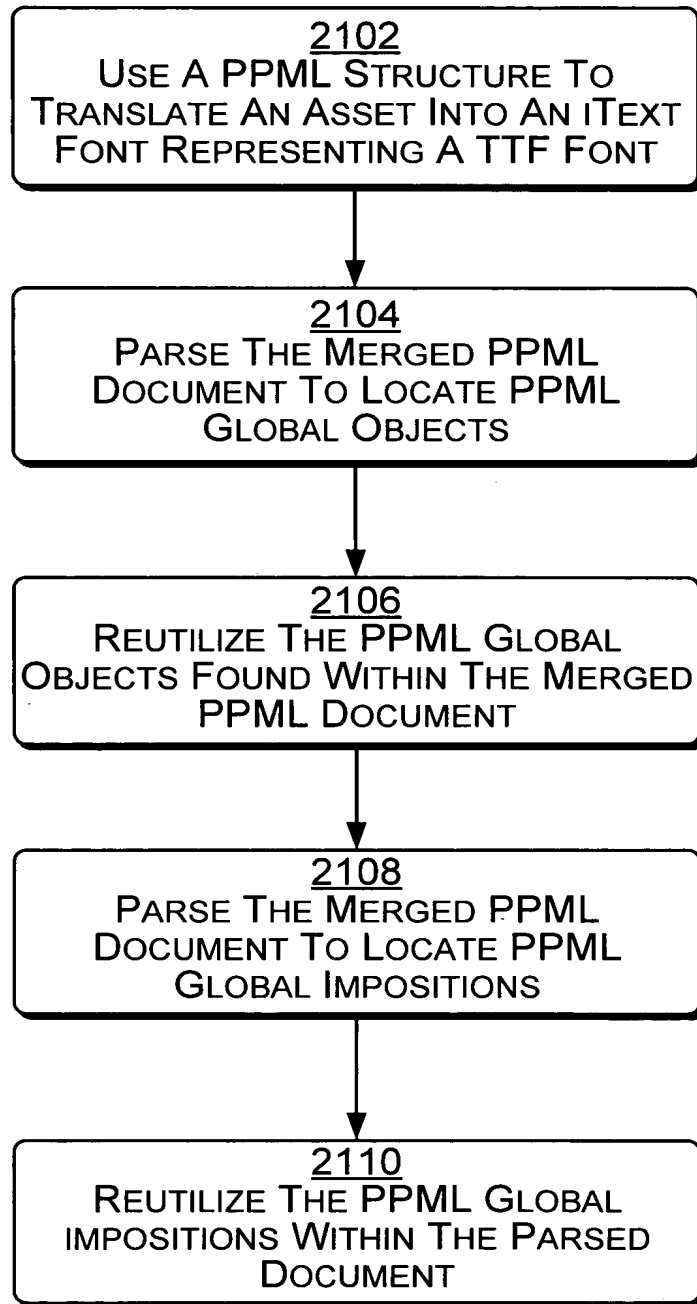 2102
USE A PPML STRUCTURE TO
TRANSLATE AN ASSET INTO AN ITEXT
FONT REPRESENTING A TTF FONT
2104
PARSE THE MERGED PPML
DOCUMENT TO LOCATE PPML
GLOBAL OBJECTS
2106
REUTILIZE THE PPML GLOBAL
OBJECTS FOUND WITHIN THE MERGED
PPML DOCUMENT
2108
PARSE THE MERGED PPML
DOCUMENT TO LOCATE PPML
GLOBAL IMPOSITIONS
2110
REUTILIZE THE PPML GLOBAL
IMPOSITIONS WITHIN THE PARSED
DOCUMENT